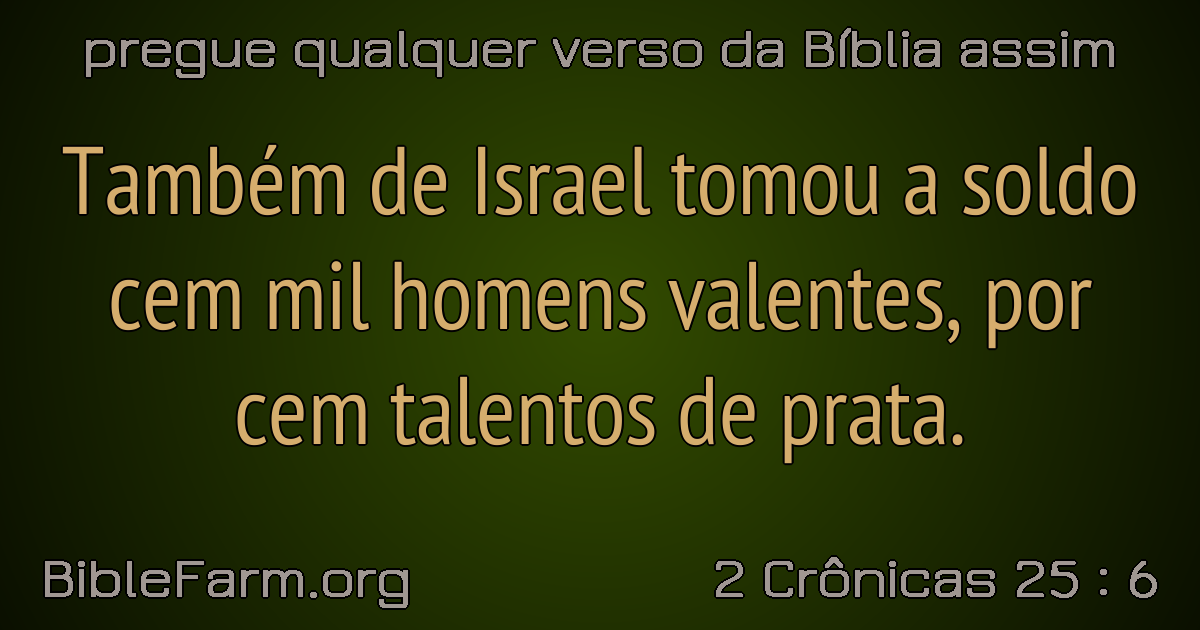 pregue qualquer verso da Bíblia assim
Também de Israel tomou a soldo
cem mil homens valentes, por
cem talentos de prata.
BibleFarm.org
2 Crônicas 25 : 6